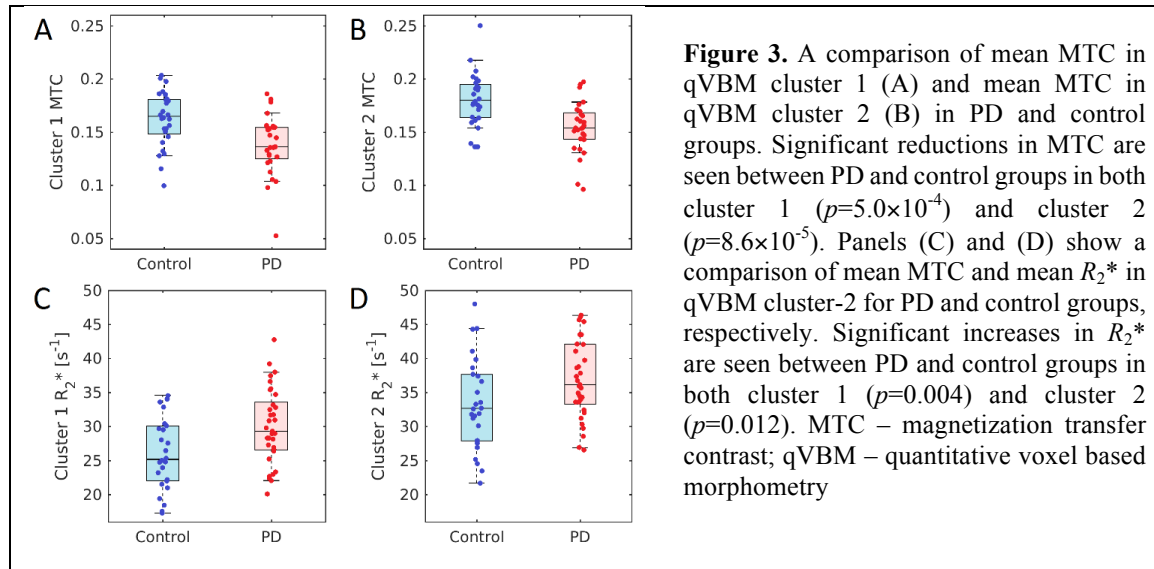 A
0.25
0.2
0.15
0.1
0.05
Cluster 1 MTC
Control
PD
B
0.25
0.2
0.15
0.1
0.05
CLuster 2 MTC
Control
PD
C
50
45
40
35
30
25
20
Cluster 1 R₂* [s⁻¹]
Control
PD
D
50
45
40
35
30
25
20
Cluster 2 R₂* [s⁻¹]
Control
PD
Figure 3. A comparison of mean MTC in
qVBM cluster 1 (A) and mean MTC in
qVBM cluster 2 (B) in PD and control
groups. Significant reductions in MTC are
seen between PD and control groups in both
cluster 1 (p=5.0×10⁻⁴) and cluster 2
(p=8.6×10⁻⁵). Panels (C) and (D) show a
comparison of mean MTC and mean R₂* in
qVBM cluster-2 for PD and control groups,
respectively. Significant increases in R₂*
are seen between PD and control groups in
both cluster 1 (p=0.004) and cluster 2
(p=0.012). MTC – magnetization transfer
contrast; qVBM – quantitative voxel based
morphometry